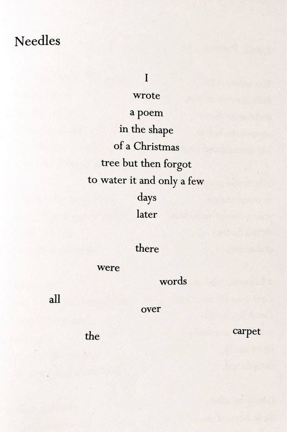 Needles
I
wrote
a poem
in the shape
of a Christmas
tree but then forgot
to water it and only a few
days
later
there
were
words
all
over
the carpet